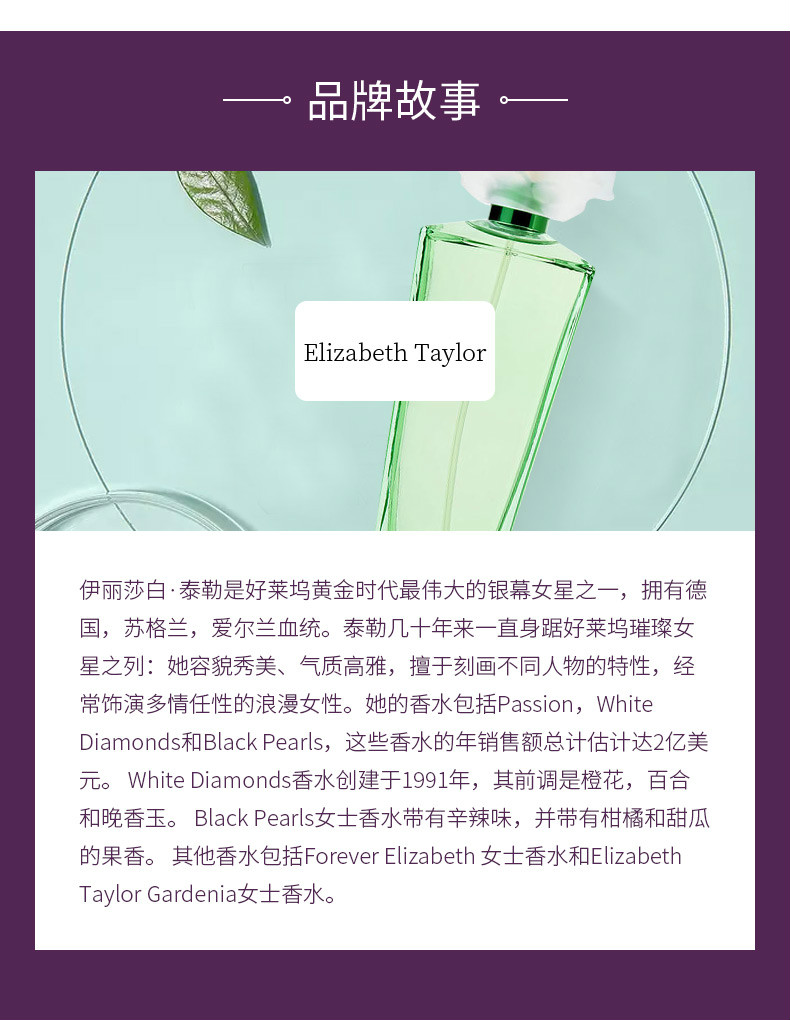 品牌故事
Elizabeth Taylor
伊丽莎白·泰勒是好莱坞黄金时代最伟大的银幕女星之一，拥有德
国，苏格兰，爱尔兰血统。泰勒几十年来一直身踞好莱坞璀璨女
星之列：她容貌秀美、气质高雅，擅于刻画不同人物的特性，经
常饰演多情任性的浪漫女性。她的香水包括Passion，White
Diamonds和Black Pearls，这些香水的年销售额总计估计达2亿美
元。 White Diamonds香水创建于1991年，其前调是橙花，百合
和晚香玉。 Black Pearls女士香水带有辛辣味，并带有柑橘和甜瓜
的果香。 其他香水包括Forever Elizabeth 女士香水和Elizabeth
Taylor Gardenia女士香水。